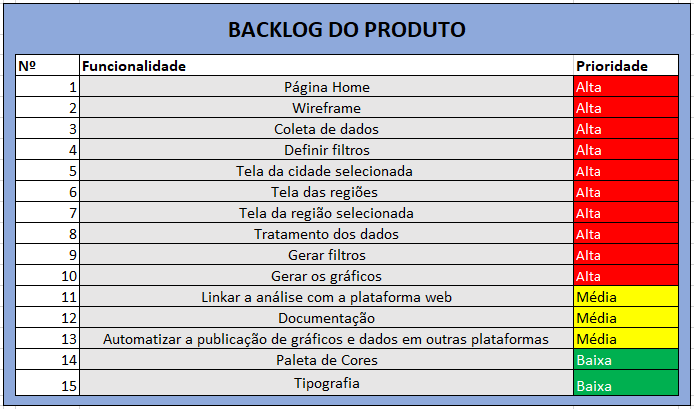 BACKLOG DO PRODUTO
Nº Funcionalidade Prioridade
1 Página Home Alta
2 Wireframe Alta
3 Coleta de dados Alta
4 Definir filtros Alta
5 Tela da cidade selecionada Alta
6 Tela das regiões Alta
7 Tela da região selecionada Alta
8 Tratamento dos dados Alta
9 Gerar filtros Alta
10 Gerar os gráficos Alta
11 Linkar a análise com a plataforma web Média
12 Documentação Média
13 Automatizar a publicação de gráficos e dados em outras plataformas Média
14 Paleta de Cores Baixa
15 Tipografia Baixa